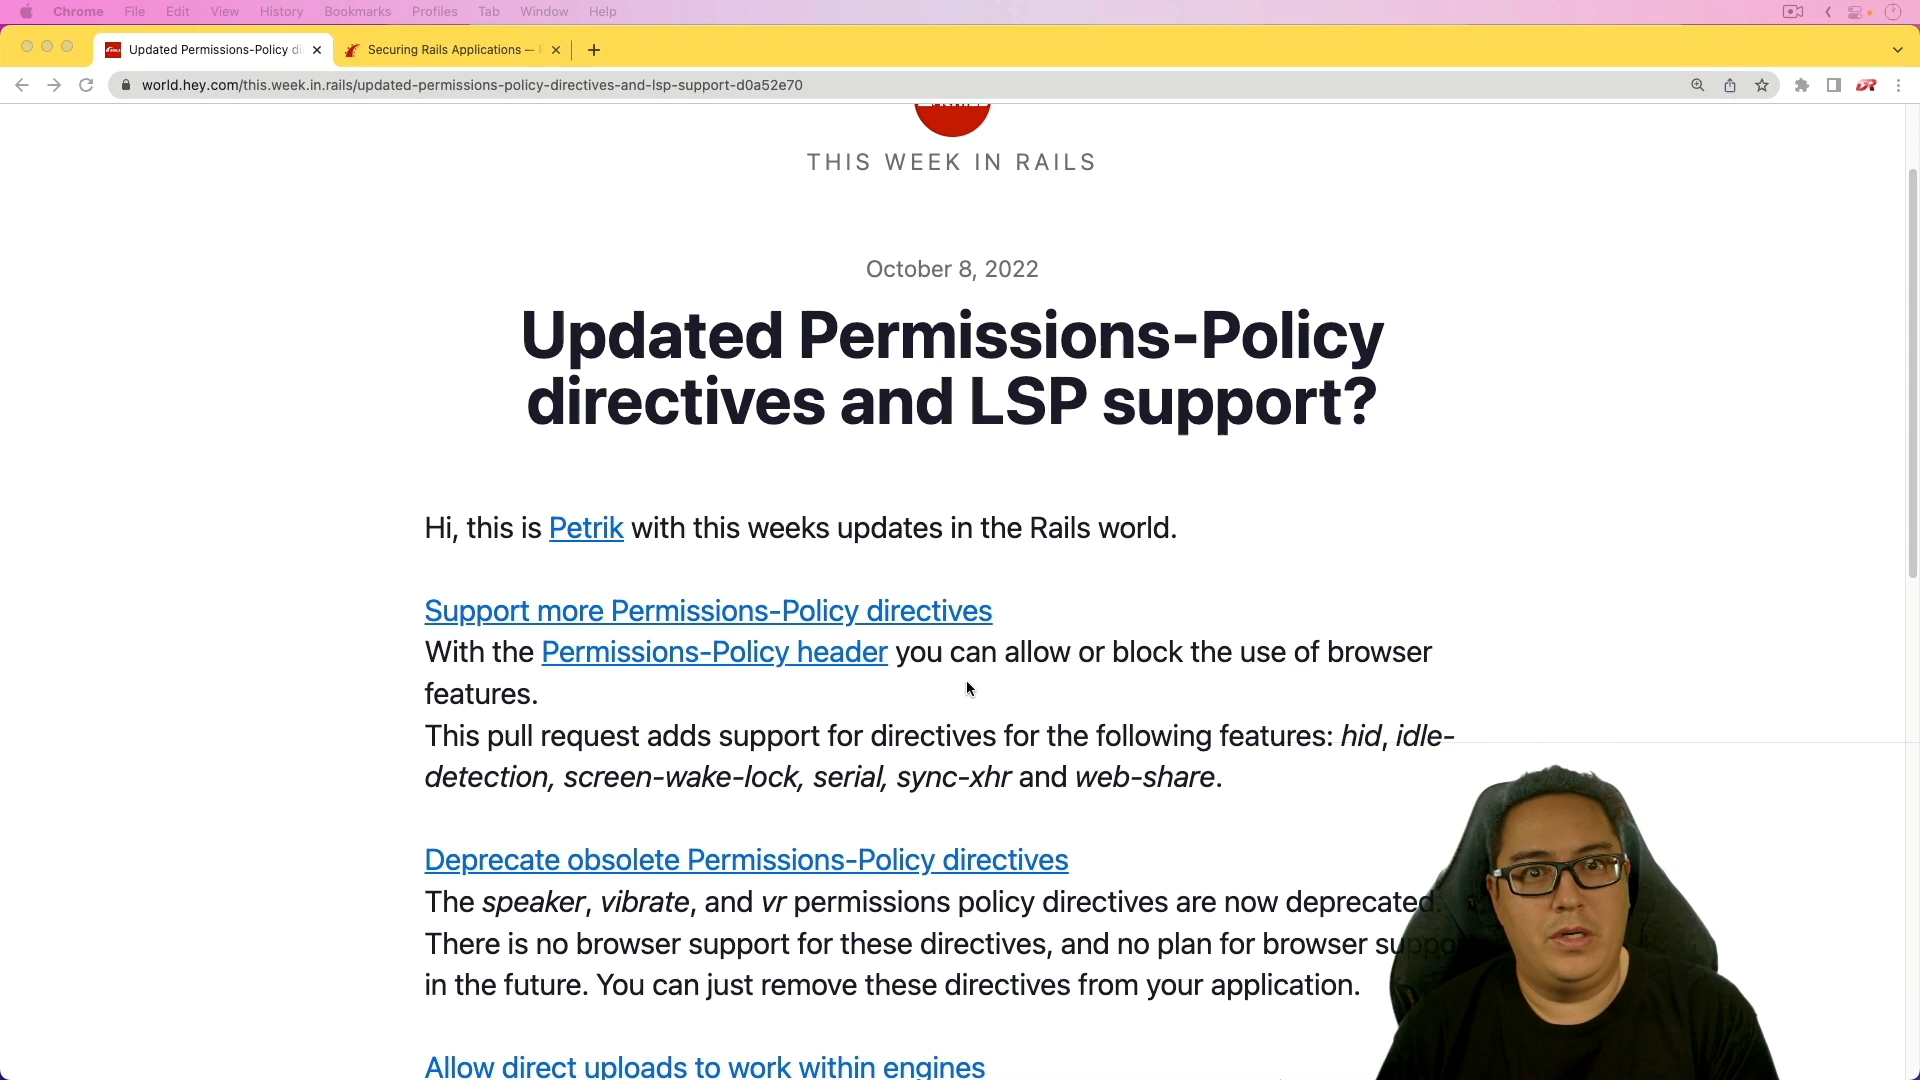 Chrome File Edit View History Bookmarks Profiles Tab Window Help
Updated Permissions-Policy di Securing Rails Applications —
world.hey.com/this.week.in.rails/updated-permissions-policy-directives-and-lsp-support-d0a52e70
THIS WEEK IN RAILS
October 8, 2022
Updated Permissions-Policy
directives and LSP support?
Hi, this is Petrik with this weeks updates in the Rails world.
Support more Permissions-Policy directives
With the Permissions-Policy header you can allow or block the use of browser
features.
This pull request adds support for directives for the following features: hid, idle-
detection, screen-wake-lock, serial, sync-xhr and web-share.
Deprecate obsolete Permissions-Policy directives
The speaker, vibrate, and vr permissions policy directives are now deprecated.
There is no browser support for these directives, and no plan for browser suppo
in the future. You can just remove these directives from your application.
Allow direct uploads to work within engines